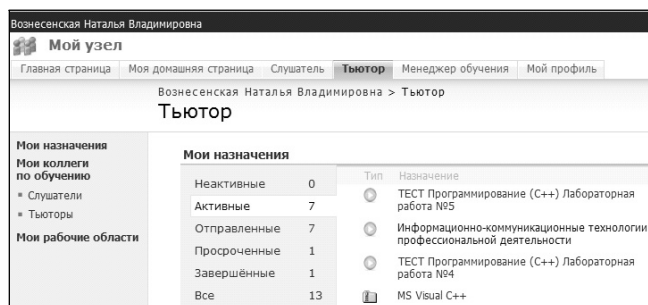 Вознесенская Наталья Владимировна
Мой узел
Главная страница Моя домашняя страница Слушатель Тьютор Менеджер обучения Мой профиль
Вознесенская Наталья Владимировна > Тьютор
Тьютор
Мои назначения
Мои коллеги
по обучению
Слушатели
Тьюторы
Мои рабочие области
Мои назначения
Неактивные 0
Активные 7
Отправленные 7
Просроченные 1
Завершённые 1
Все 13
Тип Назначение
ТЕСТ Программирование (С++) Лабораторная
работа №5
Информационно-коммуникационные технологии
профессиональной деятельности
ТЕСТ Программирование (С++) Лабораторная
работа №4
MS Visual C++